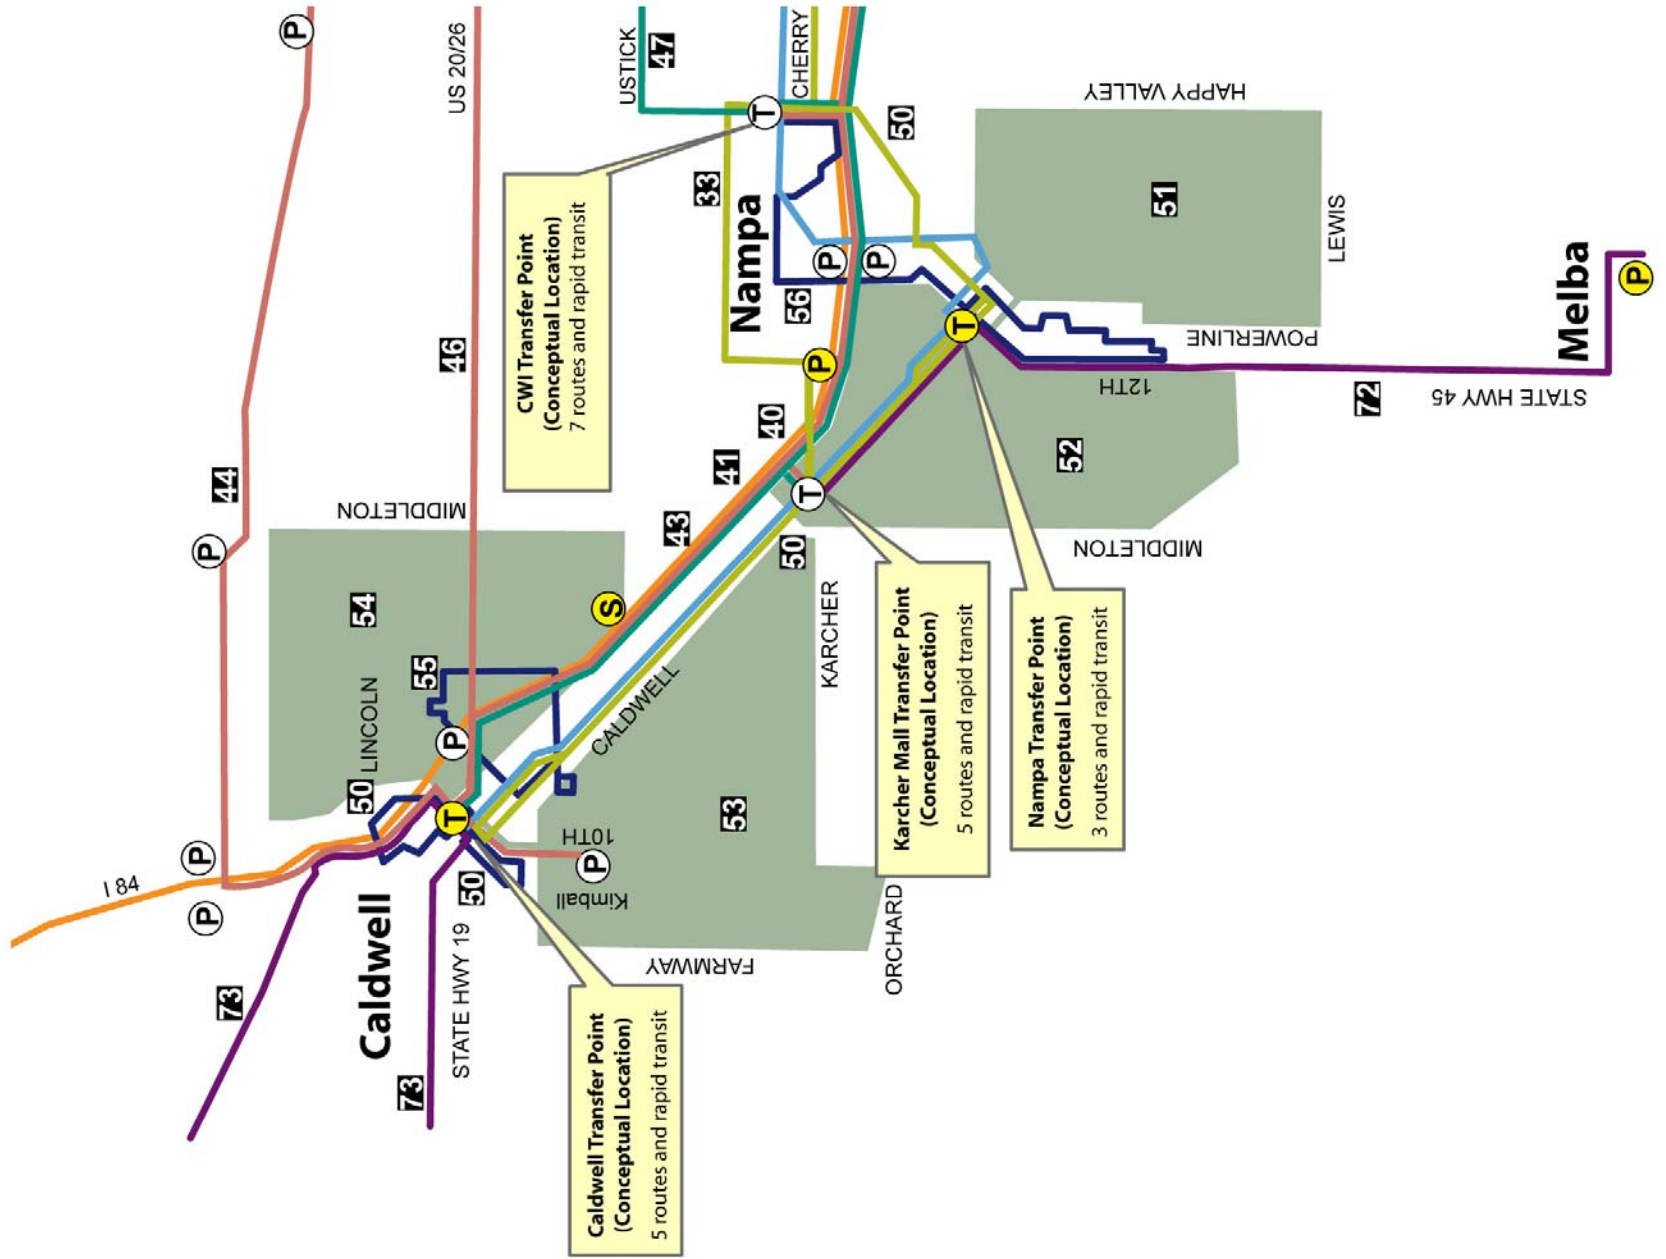 P
44
P
US 20/26
46
USTICK
47
CHERRY
T
CWI Transfer Point
(Conceptual Location)
7 routes and rapid transit
33
Nampa
50
HAPPY VALLEY
51
LEWIS
P
P
56
P
T
POWERLINE
12TH
STATE HWY 45
72
Melba
P
40
41
43
T
50
52
MIDDLETON
MIDDLETON
54
55
S
LINCOLN
50
P
T
CALDWELL
KARCHER
Karcher Mall Transfer Point
(Conceptual Location)
5 routes and rapid transit
Nampa Transfer Point
(Conceptual Location)
3 routes and rapid transit
53
10TH
P
Kimball
50
P
P
I 84
73
Caldwell
STATE HWY 19
73
FARMWAY
ORCHARD
Caldwell Transfer Point
(Conceptual Location)
5 routes and rapid transit